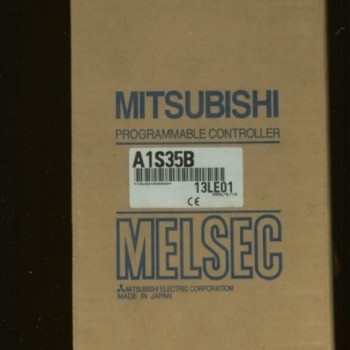 MITSUBISHI
PROGRAMMABLE CONTROLLER
A1S35B
13LE01
CE
MELSEC
MITSUBISHI ELECTRIC CORPORATION
MADE IN JAPAN